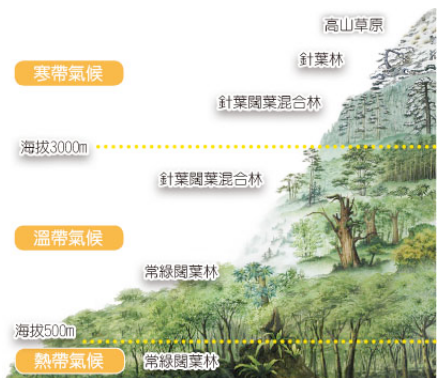 高山草原
針葉林
寒帶氣候
針葉闊葉混合林
海拔3000m
針葉闊葉混合林
溫帶氣候
常綠闊葉林
海拔500m
熱帶氣候
常綠闊葉林